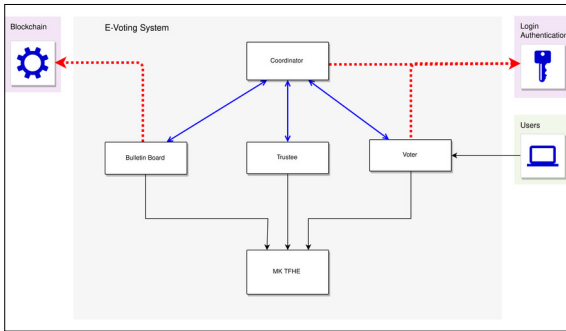 Blockchain
E-Voting System
Login
Authentication
Coordinator
Users
Bulletin Board
Trustee
Voter
MK TFHE